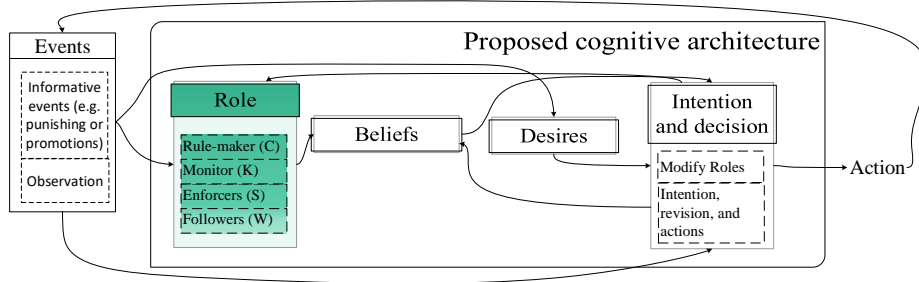 Proposed cognitive architecture
Events
Informative
events (e.g.
punishing or
promotions)
Observation
Role
Rule-maker (C)
Monitor (K)
Enforcers (S)
Followers (W)
Beliefs
Desires
Intention
and decision
Modify Roles
Intention,
revision, and
actions
Action